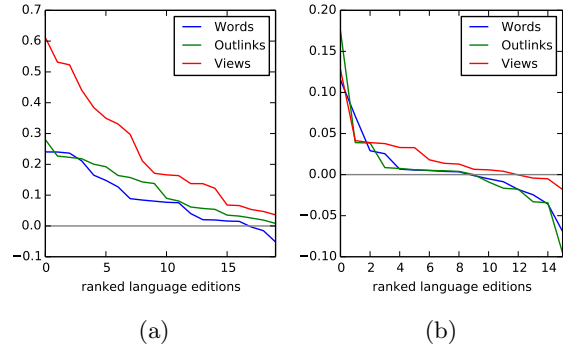 0.7
0.6
0.5
0.4
0.3
0.2
0.1
0.0
−0.1
0 5 10 15
ranked language editions
Words
Outlinks
Views
(a)
0.20
0.15
0.10
0.05
0.00
−0.05
−0.10
0 2 4 6 8 10 12 14
ranked language editions
Words
Outlinks
Views
(b)